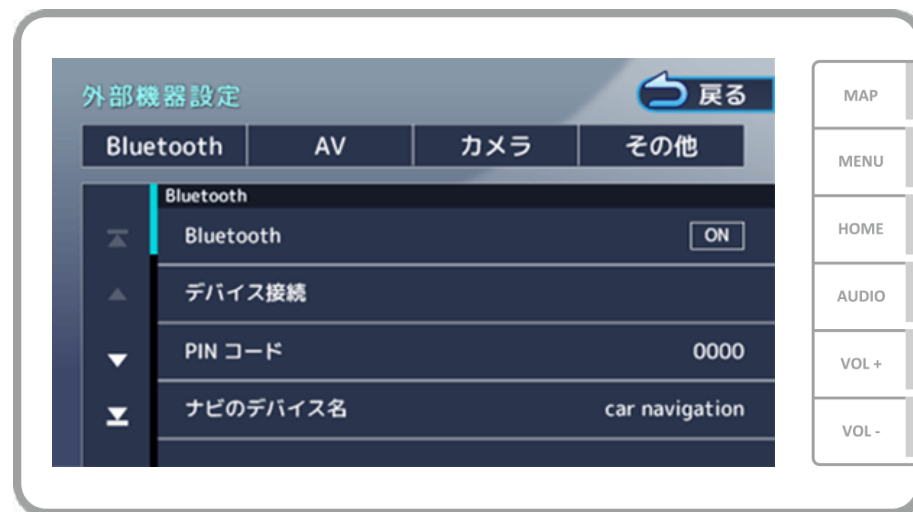 外部機器設定
戻る
Bluetooth
AV
カメラ
その他
Bluetooth
Bluetooth ON
デバイス接続
PIN コード 0000
ナビのデバイス名 car navigation
MAP
MENU
HOME
AUDIO
VOL +
VOL -